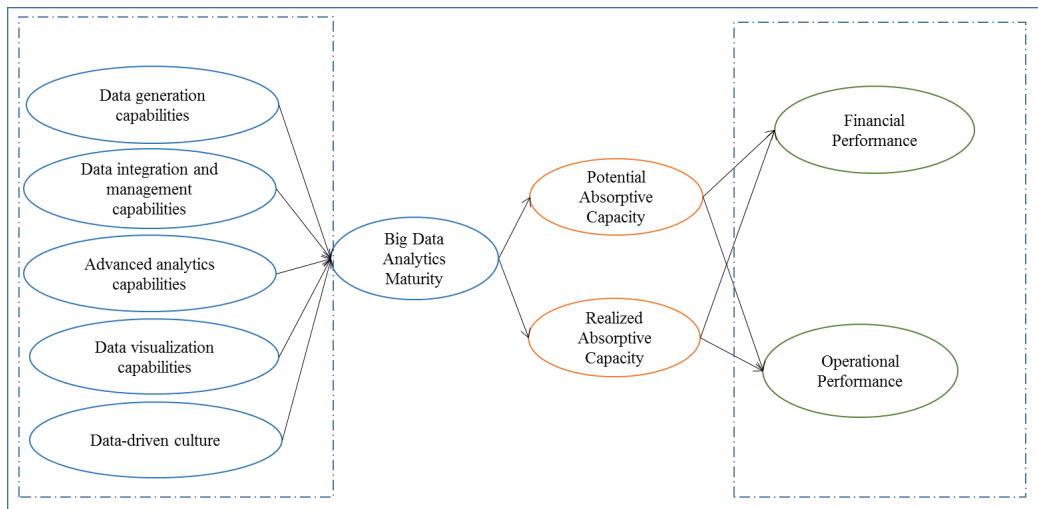 Data generation
capabilities
Data integration and
management
capabilities
Advanced analytics
capabilities
Data visualization
capabilities
Data-driven culture
Big Data
Analytics
Maturity
Potential
Absorptive
Capacity
Realized
Absorptive
Capacity
Financial
Performance
Operational
Performance